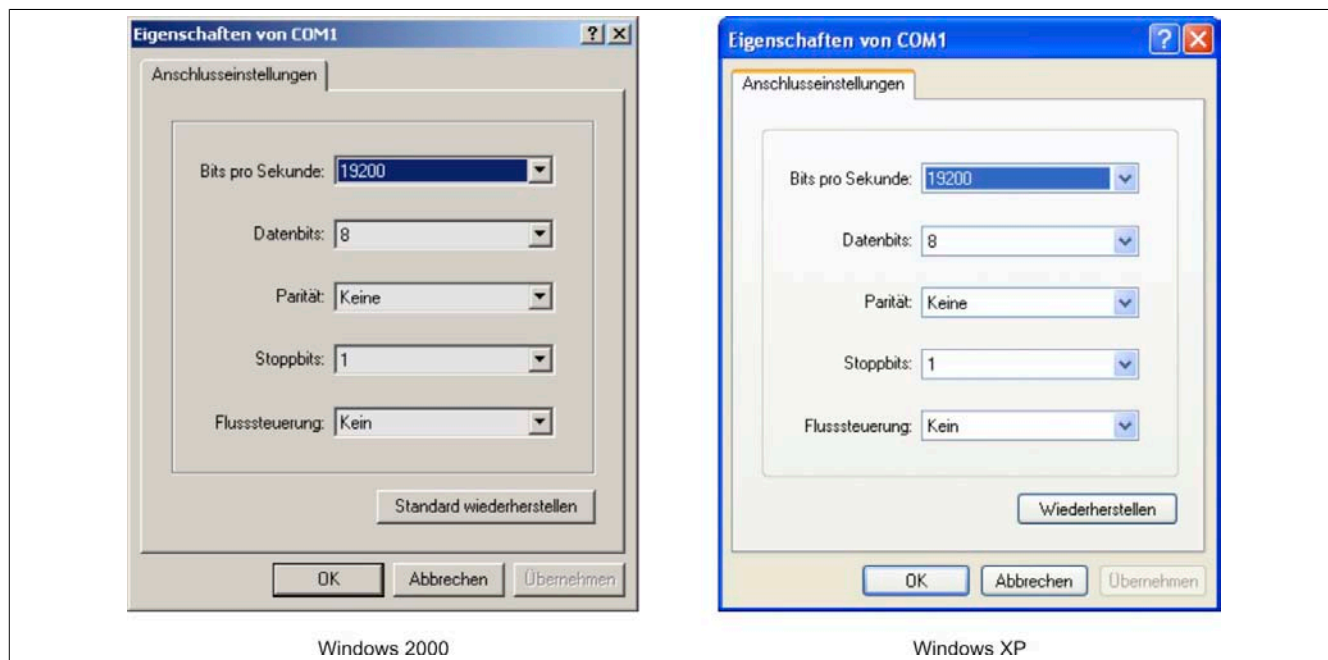 Eigenschaften von COM1
Anschlusseinstellungen
Bits pro Sekunde: 19200
Datenbits: 8
Parität: Keine
Stoppbits: 1
Flusssteuerung: Kein
Standard wiederherstellen
OK Abbrechen Übernehmen
Windows 2000
Eigenschaften von COM1
Anschlusseinstellungen
Bits pro Sekunde: 19200
Datenbits: 8
Parität: Keine
Stoppbits: 1
Flusssteuerung: Kein
Wiederherstellen
OK Abbrechen Übernehmen
Windows XP